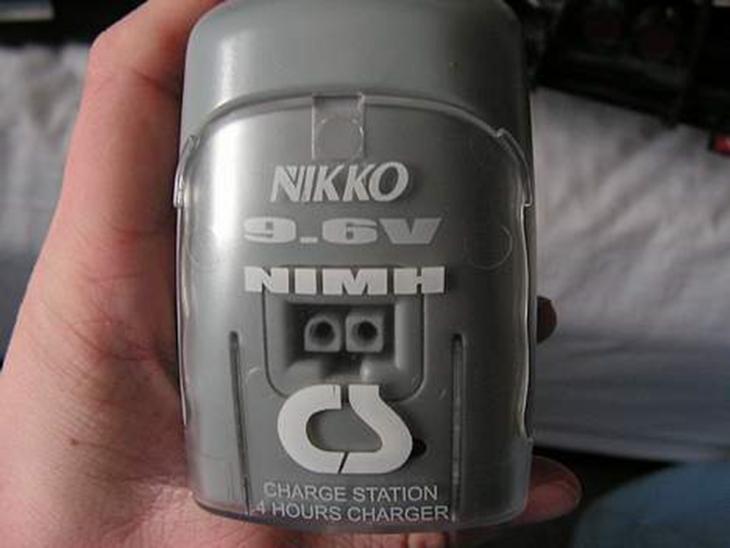 NIKKO
9.6V
NIMH
CS
CHARGE STATION
4 HOURS CHARGER